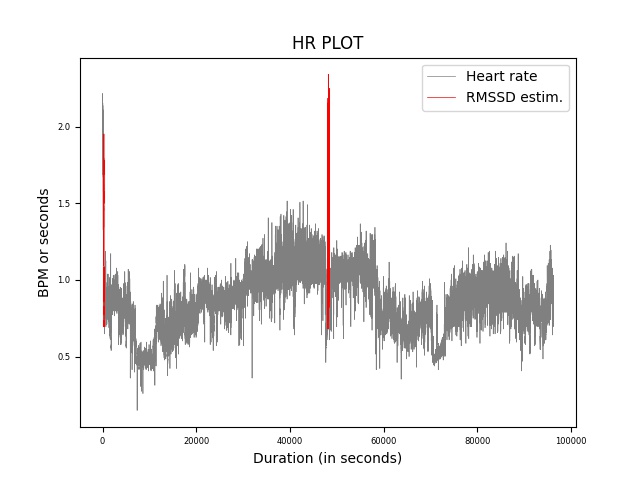 HR PLOT
Heart rate
RMSSD estim.
BPM or seconds
2.0
1.5
1.0
0.5
0
20000
40000
60000
80000
100000
Duration (in seconds)